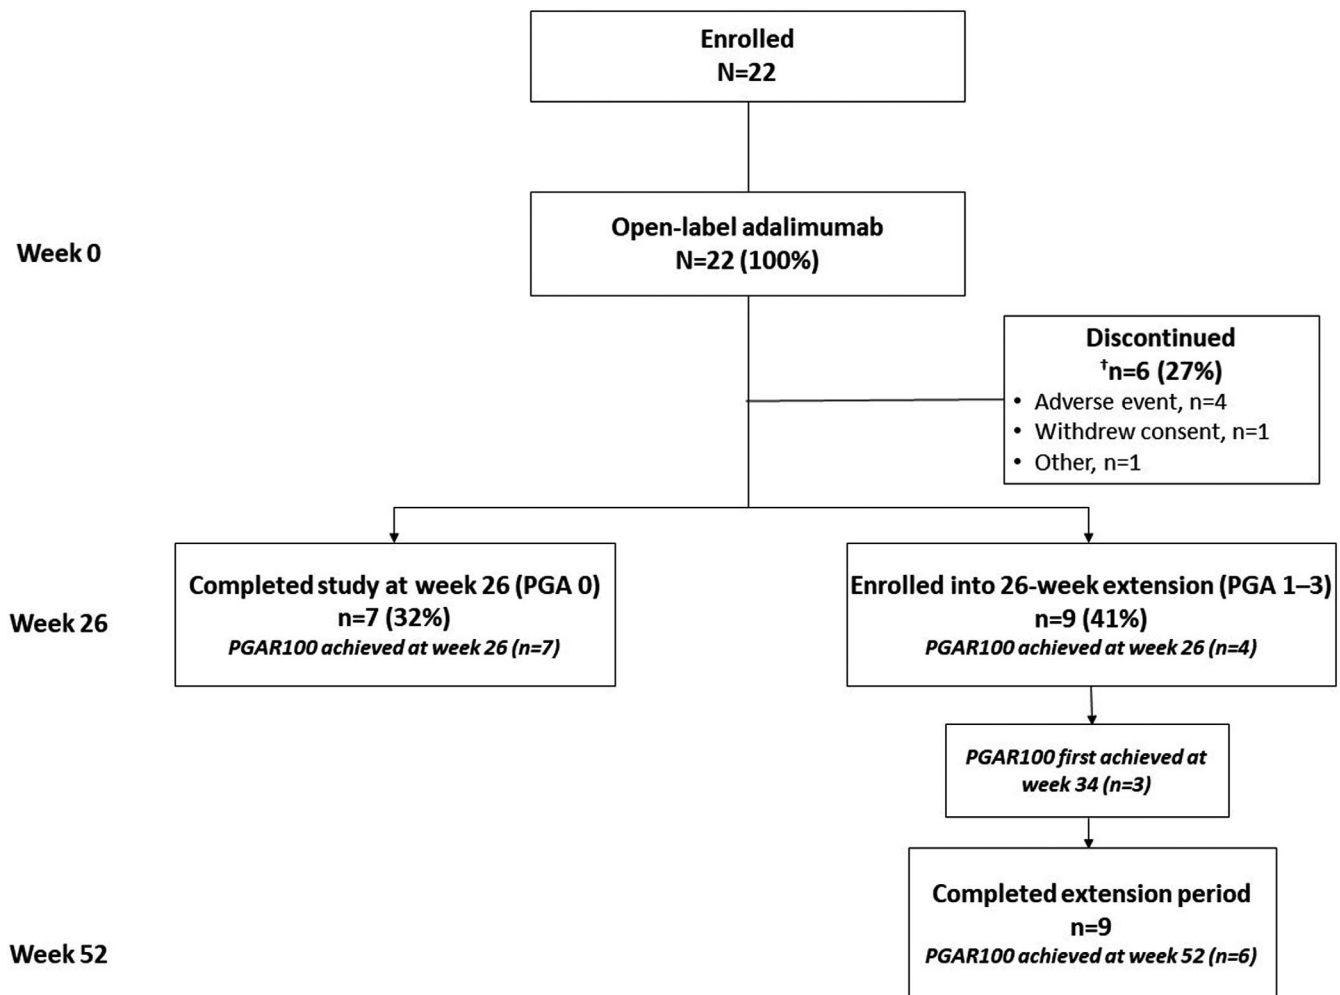 Enrolled
N=22
Week 0
Open-label adalimumab
N=22 (100%)
Discontinued
†n=6 (27%)
• Adverse event, n=4
• Withdrew consent, n=1
• Other, n=1
Week 26
Completed study at week 26 (PGA 0)
n=7 (32%)
PGAR100 achieved at week 26 (n=7)
Enrolled into 26-week extension (PGA 1–3)
n=9 (41%)
PGAR100 achieved at week 26 (n=4)
PGAR100 first achieved at
week 34 (n=3)
Week 52
Completed extension period
n=9
PGAR100 achieved at week 52 (n=6)